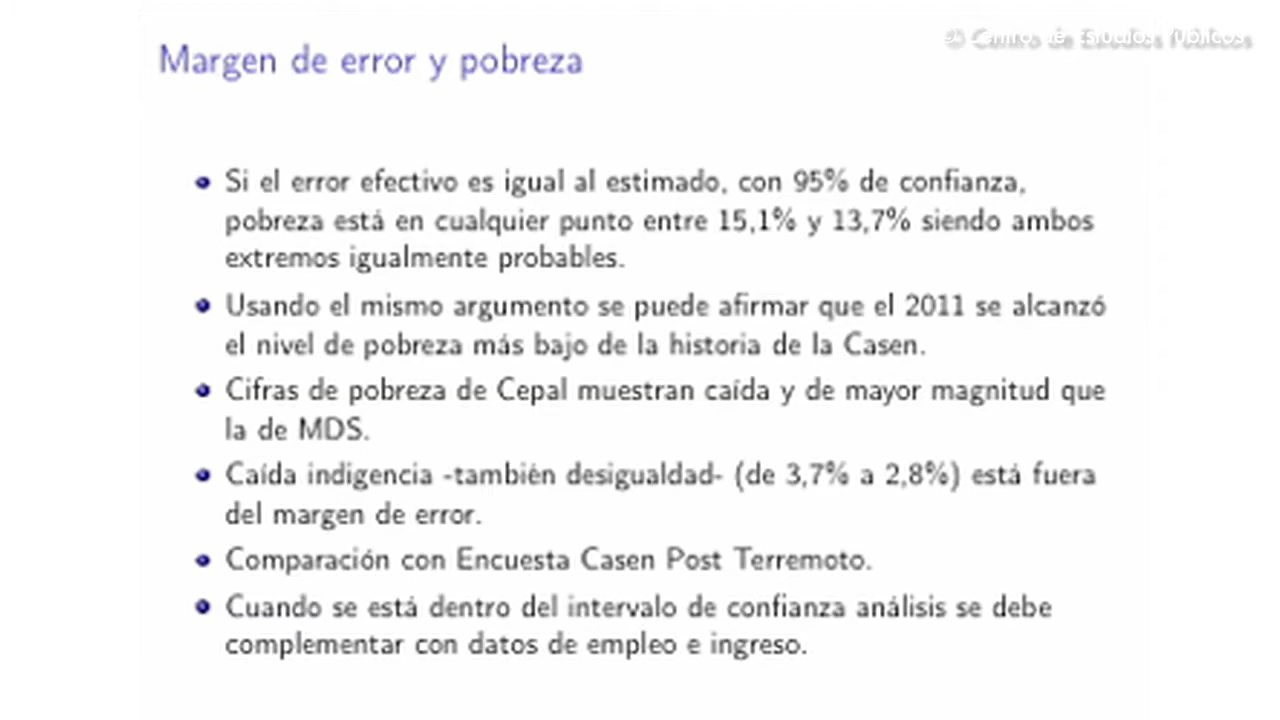 © Centro de Estudios Públicos
Margen de error y pobreza
Si el error efectivo es igual al estimado, con 95% de confianza,
pobreza está en cualquier punto entre 15,1% y 13,7% siendo ambos
extremos igualmente probables.
Usando el mismo argumento se puede afirmar que el 2011 se alcanzó
el nivel de pobreza más bajo de la historia de la Casen.
Cifras de pobreza de Cepal muestran caída y de mayor magnitud que
la de MDS.
Caída indigencia -también desigualdad- (de 3,7% a 2,8%) está fuera
del margen de error.
Comparación con Encuesta Casen Post Terremoto.
Cuando se está dentro del intervalo de confianza análisis se debe
complementar con datos de empleo e ingreso.